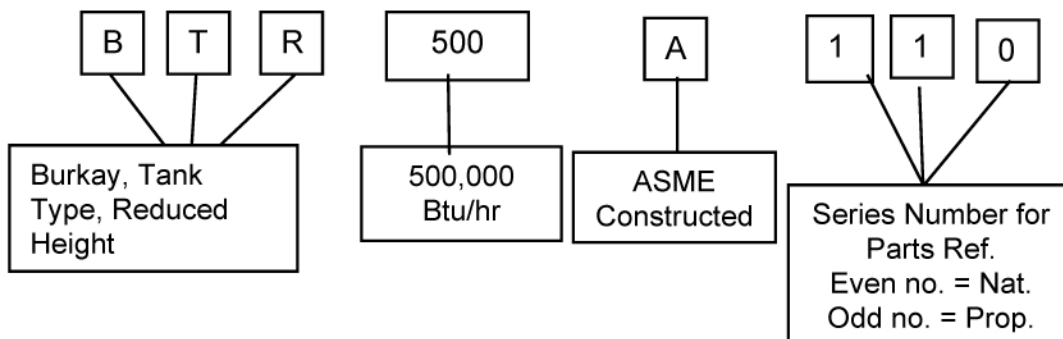 B T R 500 A 1 1 0
Burkay, Tank
Type, Reduced
Height
500,000
Btu/hr
ASME
Constructed
Series Number for
Parts Ref.
Even no. = Nat.
Odd no. = Prop.